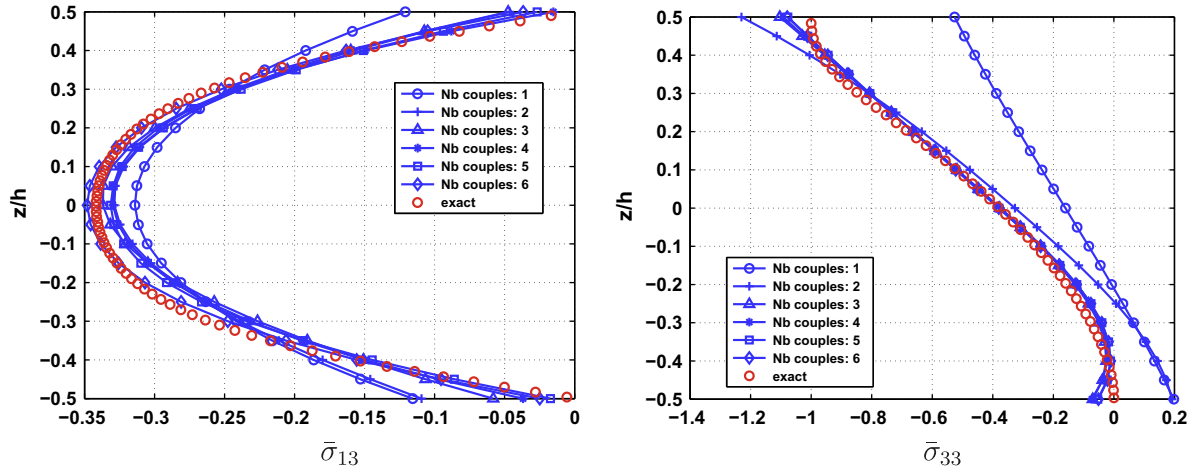 0.5
0.4
0.3
0.2
0.1
0
−0.1
−0.2
−0.3
−0.4
−0.5
z/h
−0.35 −0.3 −0.25 −0.2 −0.15 −0.1 −0.05 0
σ̄13
Nb couples: 1
Nb couples: 2
Nb couples: 3
Nb couples: 4
Nb couples: 5
Nb couples: 6
exact
0.5
0.4
0.3
0.2
0.1
0
−0.1
−0.2
−0.3
−0.4
−0.5
z/h
−1.4 −1.2 −1 −0.8 −0.6 −0.4 −0.2 0 0.2
σ̄33
Nb couples: 1
Nb couples: 2
Nb couples: 3
Nb couples: 4
Nb couples: 5
Nb couples: 6
exact